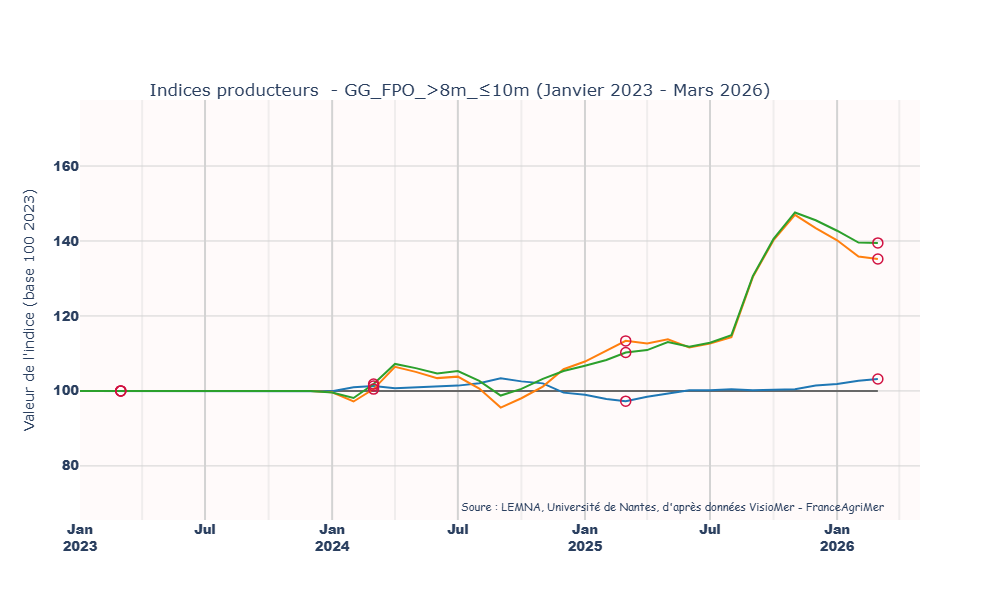 Indices producteurs - GG_FPO_>8m_≤10m (Janvier 2023 - Mars 2026)
Valeur de l'indice (base 100 2023)
160
140
120
100
80
Soure : LEMNA, Université de Nantes, d'après données VisioMer - FranceAgriMer
Jan Jul Jan Jul Jan Jul Jan
2023 2024 2025 2026